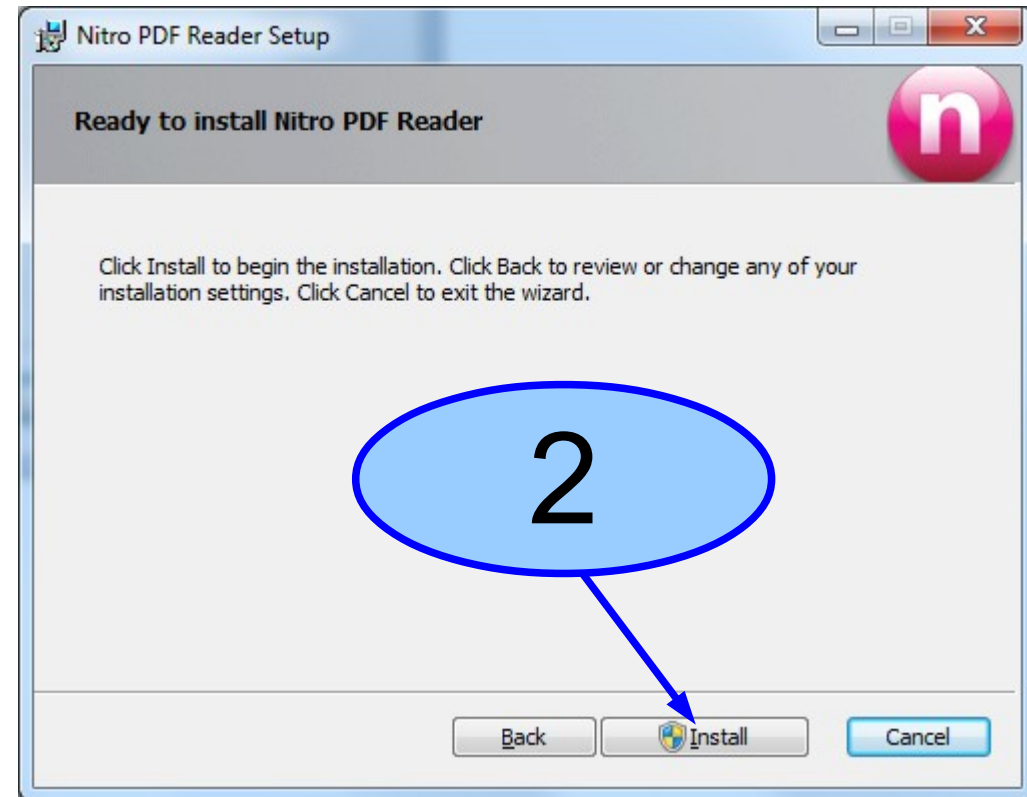 Nitro PDF Reader Setup
Ready to install Nitro PDF Reader
n
Click Install to begin the installation. Click Back to review or change any of your
installation settings. Click Cancel to exit the wizard.
2
Back Install Cancel